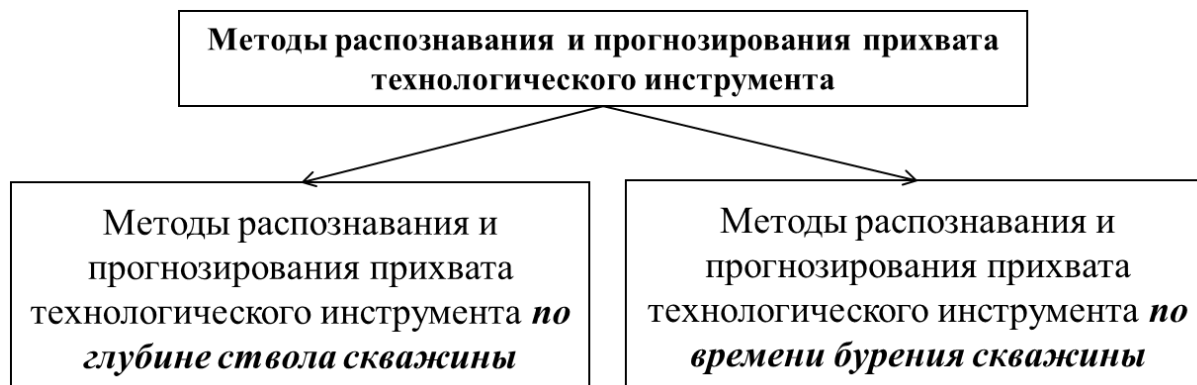 Методы распознавания и прогнозирования прихвата
технологического инструмента
Методы распознавания и
прогнозирования прихвата
технологического инструмента по
глубине ствола скважины
Методы распознавания и
прогнозирования прихвата
технологического инструмента по
времени бурения скважины